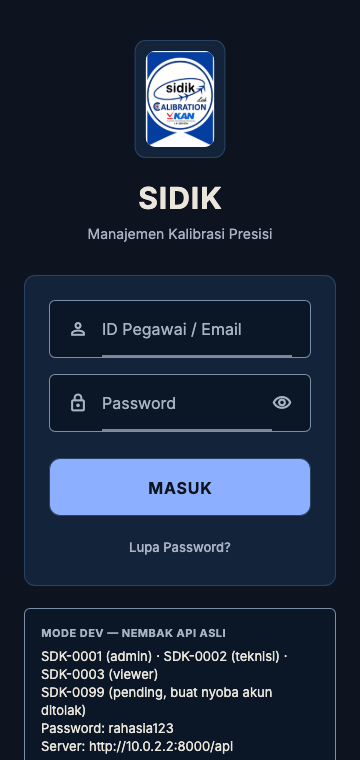 sidik
Lab
CALIBRATION
KAN
SIDIK
Manajemen Kalibrasi Presisi
ID Pegawai / Email
Password
MASUK
Lupa Password?
MODE DEV — NEMBAK API ASLI
SDK-0001 (admin) · SDK-0002 (teknisi) ·
SDK-0003 (viewer)
SDK-0099 (pending, buat nyoba akun
ditolak)
Password: rahasia123
Server: http://10.0.2.2:8000/api